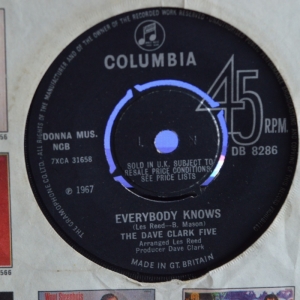 COLUMBIA
45
R.P.M.
DONNA MUS.
NCB
7XCA 31658
DB 8286
SOLD IN U.K. SUBJECT TO
RESALE PRICE CONDITIONS
SEE PRICE LISTS
℗ 1967
EVERYBODY KNOWS
(Les Reed—B. Mason)
THE DAVE CLARK FIVE
Arranged Les Reed
Producer Dave Clark
MADE IN GT. BRITAIN